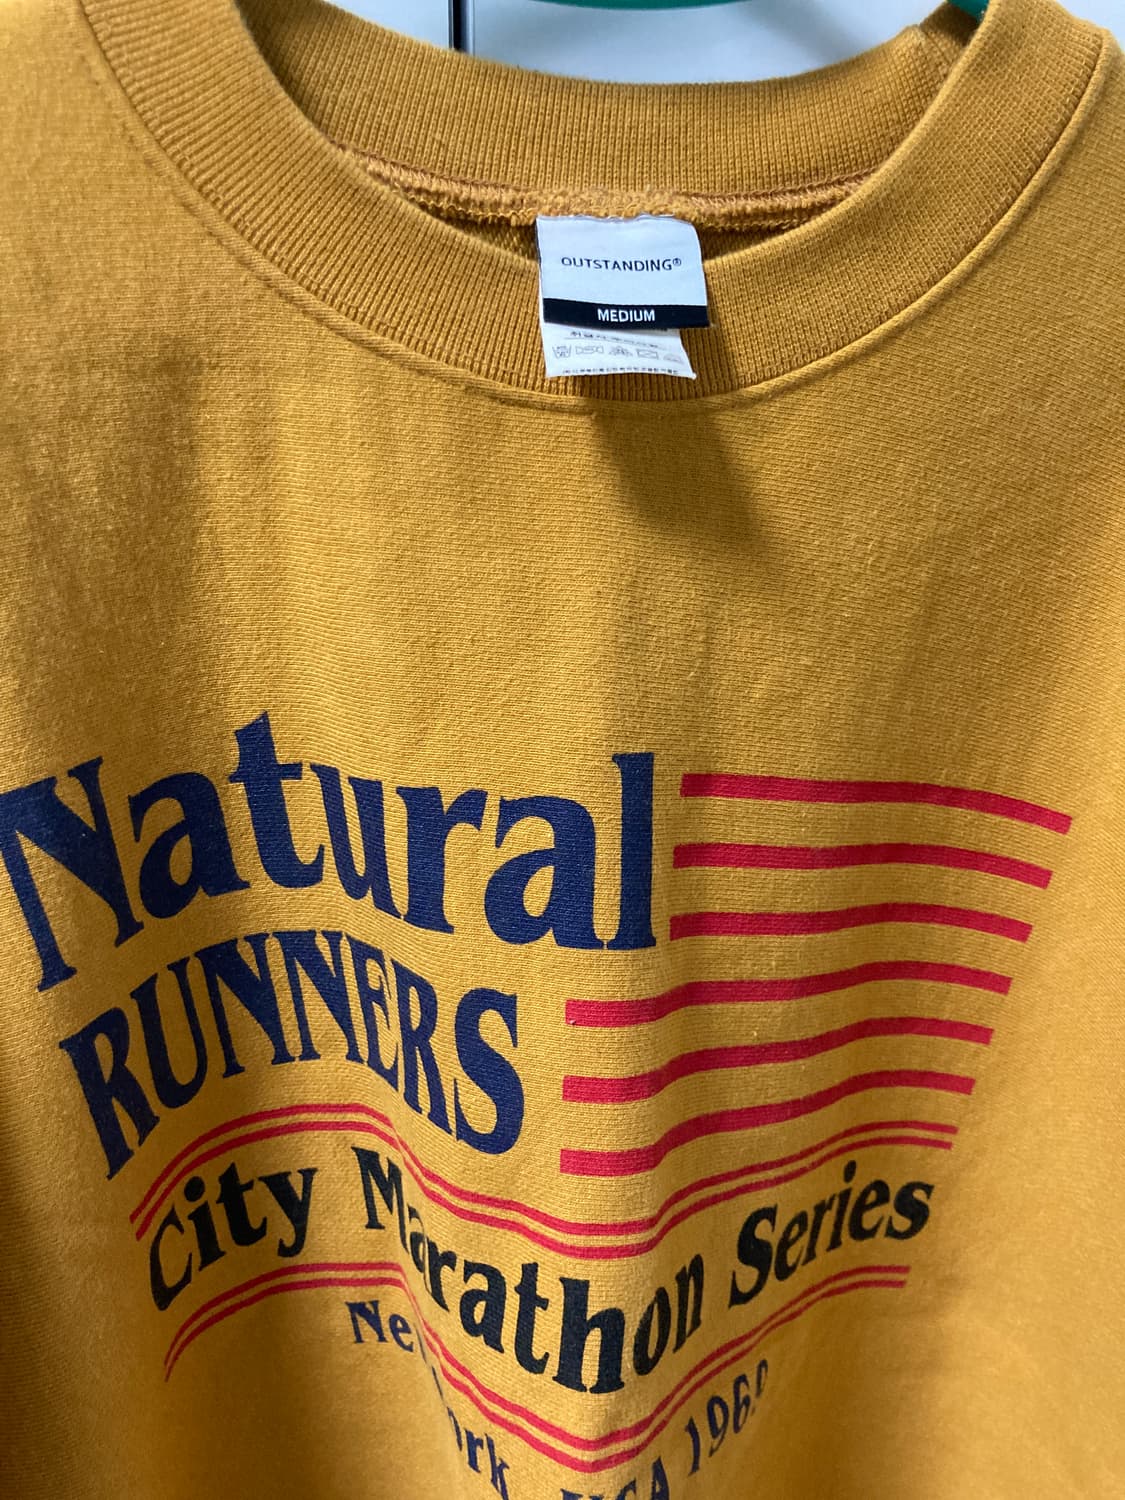 OUTSTANDING®
MEDIUM
Natural
RUNNERS
City Marathon Series